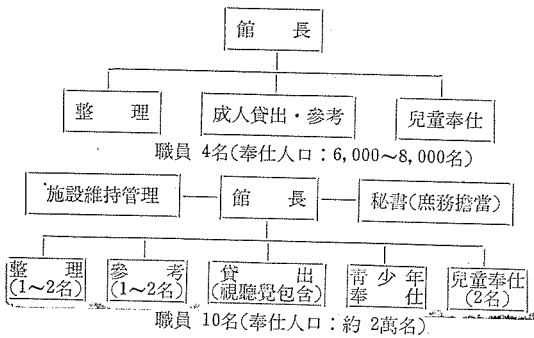 館 長
整 理 成人貸出·參考 兒童奉仕
職員 4名(奉仕人口：6,000～8,000名)
施設維持管理 館 長 秘書(庶務擔當)
整 理 參 考 貸 出 靑 少 年 兒童奉仕
(1～2名) (1～2名) (視聽覺包含) 奉 仕 (2名)
職員 10名(奉仕人口：約 2萬名)